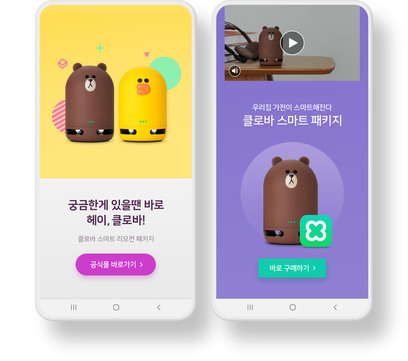 궁금한게 있을땐 바로
헤이, 클로바!
클로바 스마트 리모컨 패키지
공식몰 바로가기 >
우리집 가전이 스마트해진다
클로바 스마트 패키지
바로 구매하기 >